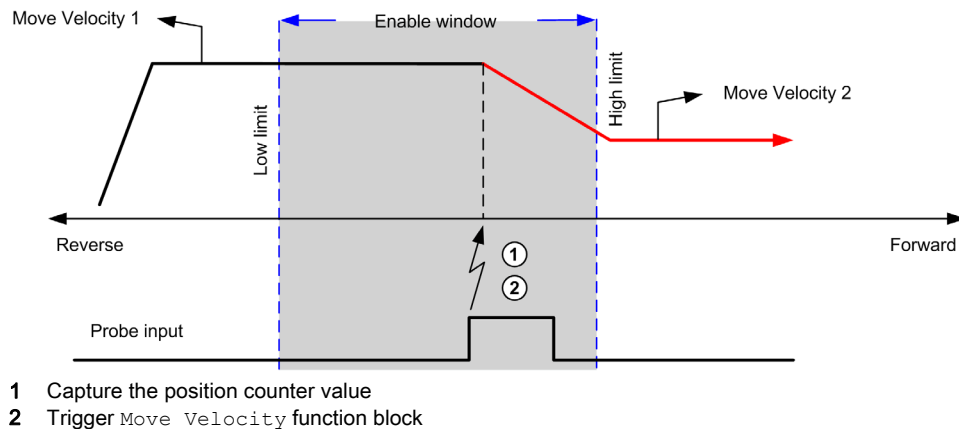 Move Velocity 1
Enable window
Move Velocity 2
Low limit
High limit
Reverse
Forward
1
2
Probe input
1 Capture the position counter value
2 Trigger Move Velocity function block